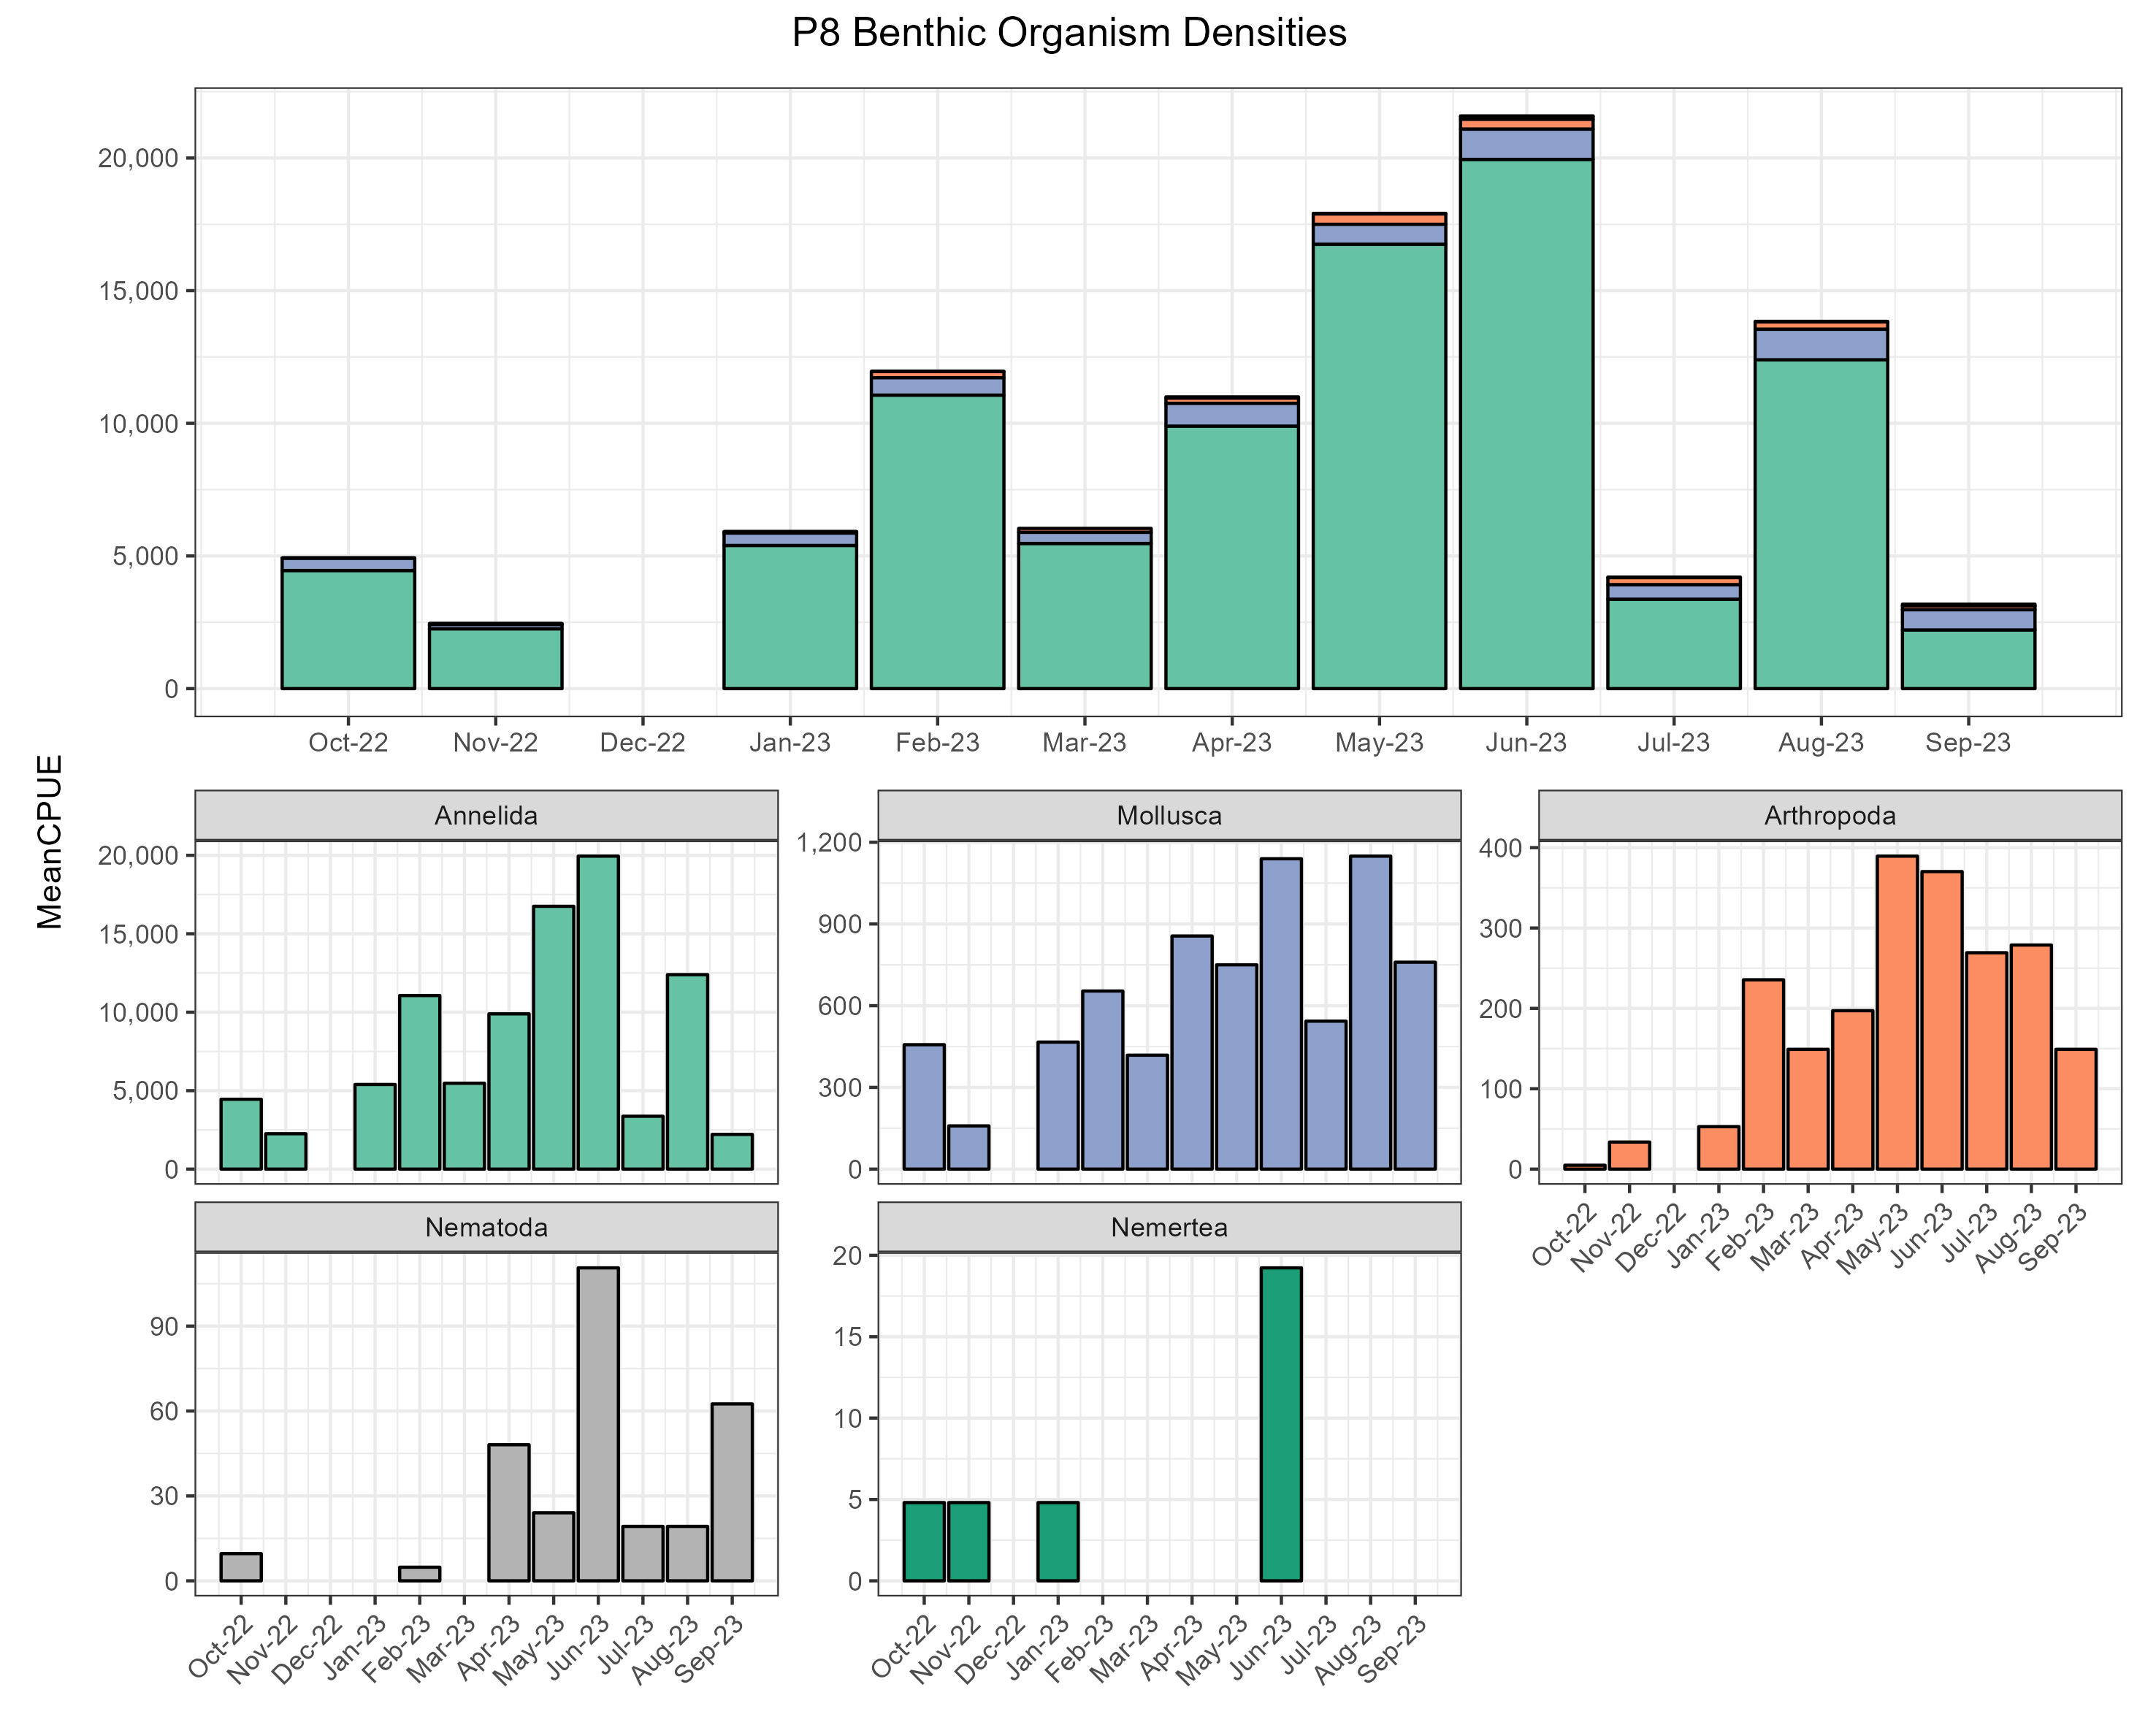 P8 Benthic Organism Densities
MeanCPUE
20,000
15,000
10,000
5,000
0
Oct-22 Nov-22 Dec-22 Jan-23 Feb-23 Mar-23 Apr-23 May-23 Jun-23 Jul-23 Aug-23 Sep-23
Annelida
20,000
15,000
10,000
5,000
0
Mollusca
1,200
900
600
300
0
Arthropoda
400
300
200
100
0
Oct-22 Nov-22 Dec-22 Jan-23 Feb-23 Mar-23 Apr-23 May-23 Jun-23 Jul-23 Aug-23 Sep-23
Nematoda
90
60
30
0
Oct-22 Nov-22 Dec-22 Jan-23 Feb-23 Mar-23 Apr-23 May-23 Jun-23 Jul-23 Aug-23 Sep-23
Nemertea
20
15
10
5
0
Oct-22 Nov-22 Dec-22 Jan-23 Feb-23 Mar-23 Apr-23 May-23 Jun-23 Jul-23 Aug-23 Sep-23